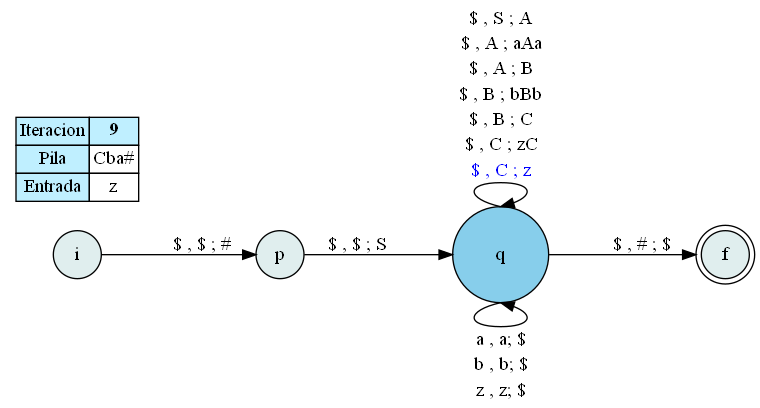 $ , S ; A
$ , A ; aAa
$ , A ; B
$ , B ; bBb
$ , B ; C
$ , C ; zC
$ , C ; z
Iteracion 9
Pila Cba#
Entrada z
i $ , $ ; # p $ , $ ; S q $ , # ; $ f
a , a; $
b , b; $
z , z; $